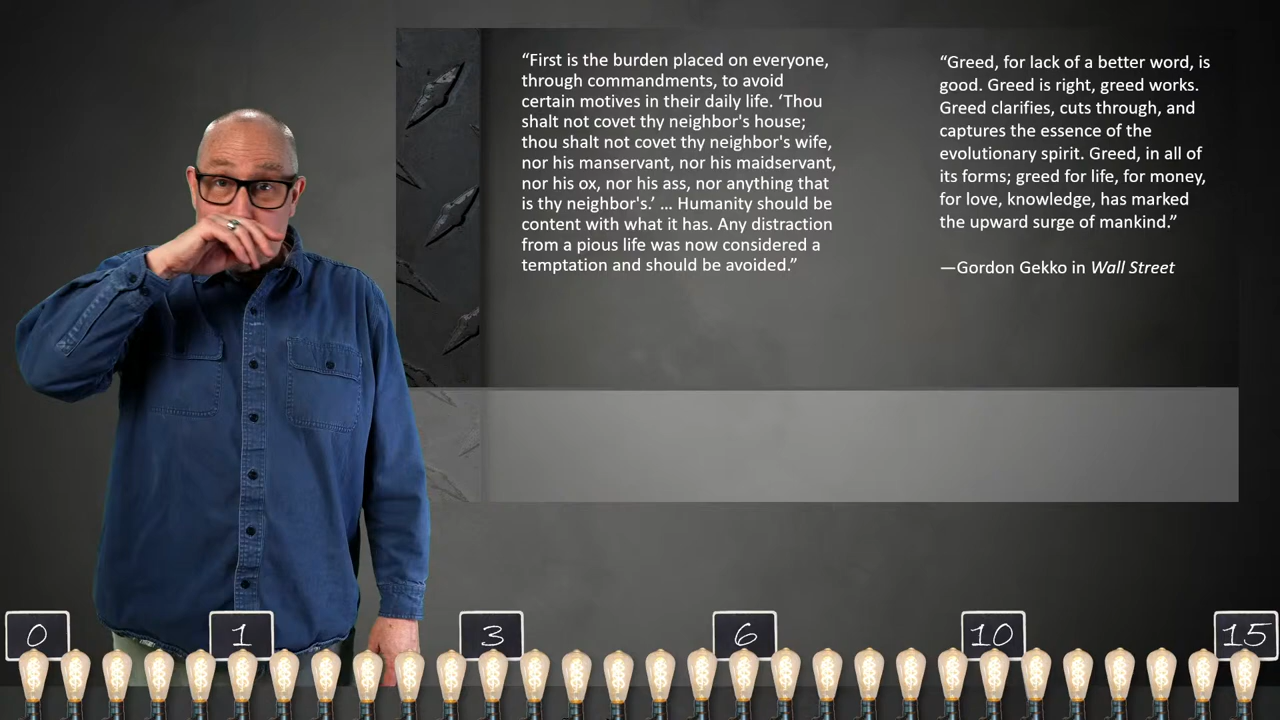 “First is the burden placed on everyone,
through commandments, to avoid
certain motives in their daily life. ‘Thou
shalt not covet thy neighbor's house;
thou shalt not covet thy neighbor's wife,
nor his manservant, nor his maidservant,
nor his ox, nor his ass, nor anything that
is thy neighbor's.’ … Humanity should be
content with what it has. Any distraction
from a pious life was now considered a
temptation and should be avoided.”
“Greed, for lack of a better word, is
good. Greed is right, greed works.
Greed clarifies, cuts through, and
captures the essence of the
evolutionary spirit. Greed, in all of
its forms; greed for life, for money,
for love, knowledge, has marked
the upward surge of mankind.”
—Gordon Gekko in Wall Street
0 1 3 6 10 15